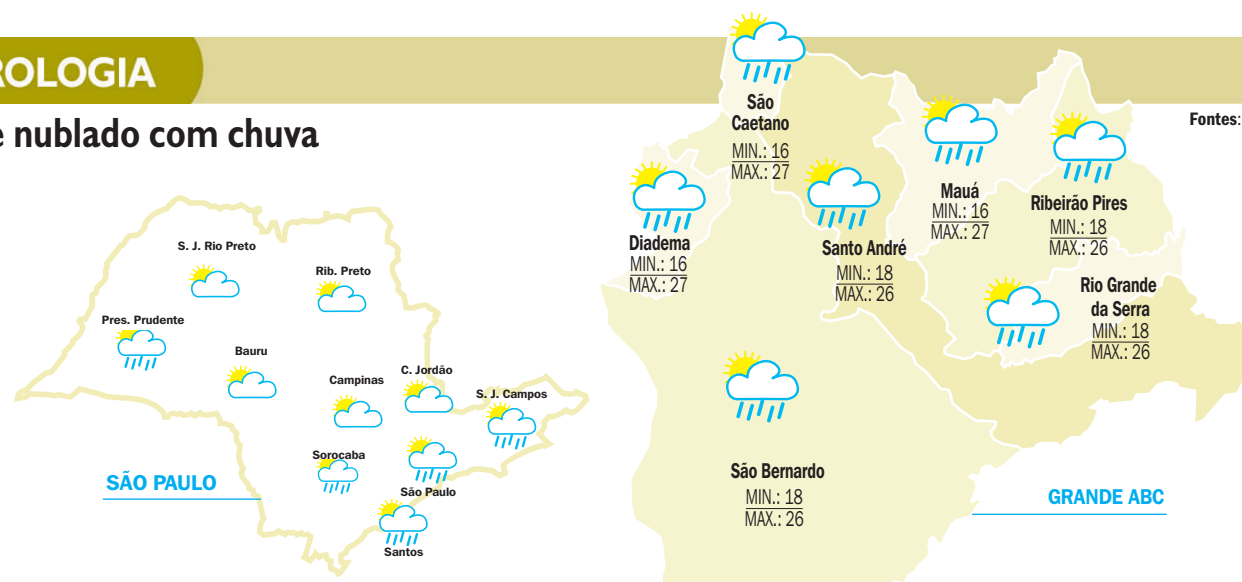 ROLOGIA
e nublado com chuva
Fontes:
S. J. Rio Preto
Rib. Preto
Pres. Prudente
Bauru
Campinas
C. Jordão
S. J. Campos
Sorocaba
São Paulo
Santos
SÃO PAULO
São
Caetano
MIN.: 16
MAX.: 27
Diadema
MIN.: 16
MAX.: 27
Santo André
MIN.: 18
MAX.: 26
Mauá
MIN.: 16
MAX.: 27
Ribeirão Pires
MIN.: 18
MAX.: 26
Rio Grande
da Serra
MIN.: 18
MAX.: 26
São Bernardo
MIN.: 18
MAX.: 26
GRANDE ABC